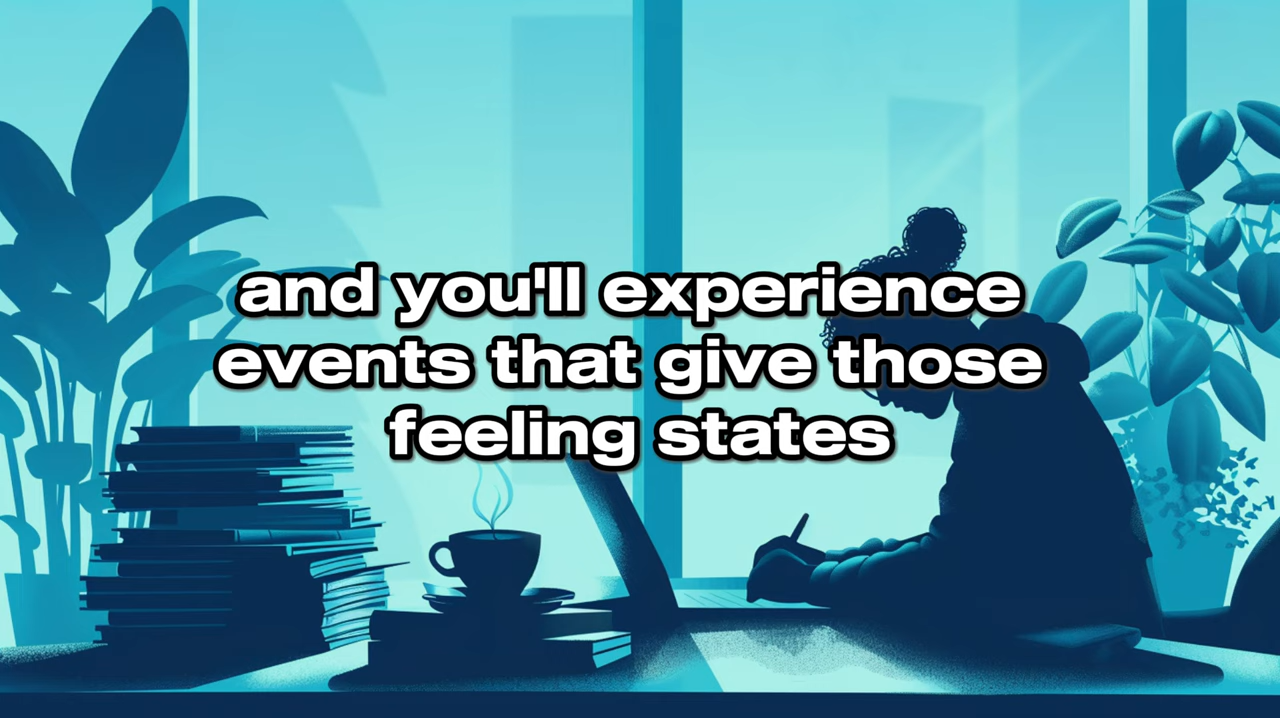 and you'll experience
events that give those
feeling states